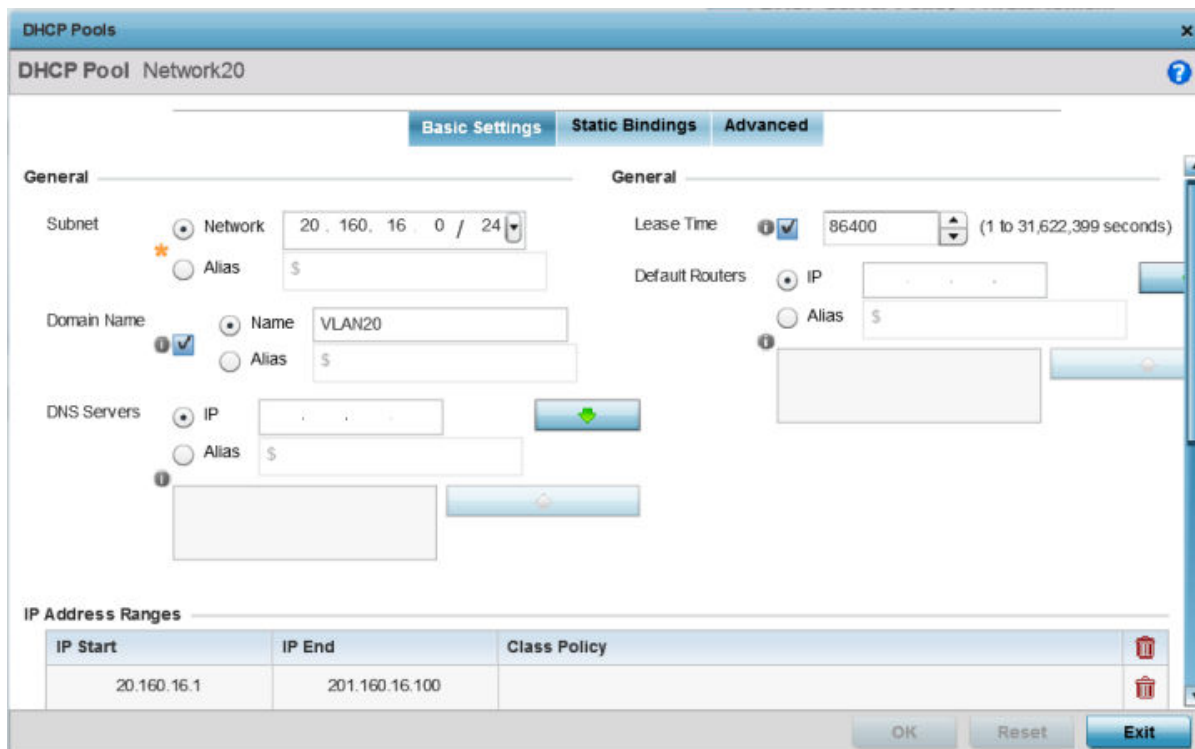 DHCP Pools ×
DHCP Pool Network20 ?
Basic Settings Static Bindings Advanced
General
Subnet Network 20 . 160 . 16 . 0 / 24
* Alias $
Domain Name Name VLAN20
Alias $
DNS Servers IP . . .
Alias $
General
Lease Time 86400 (1 to 31,622,399 seconds)
Default Routers IP . . .
Alias $
IP Address Ranges
IP Start IP End Class Policy
20.160.16.1 201.160.16.100
OK Reset Exit